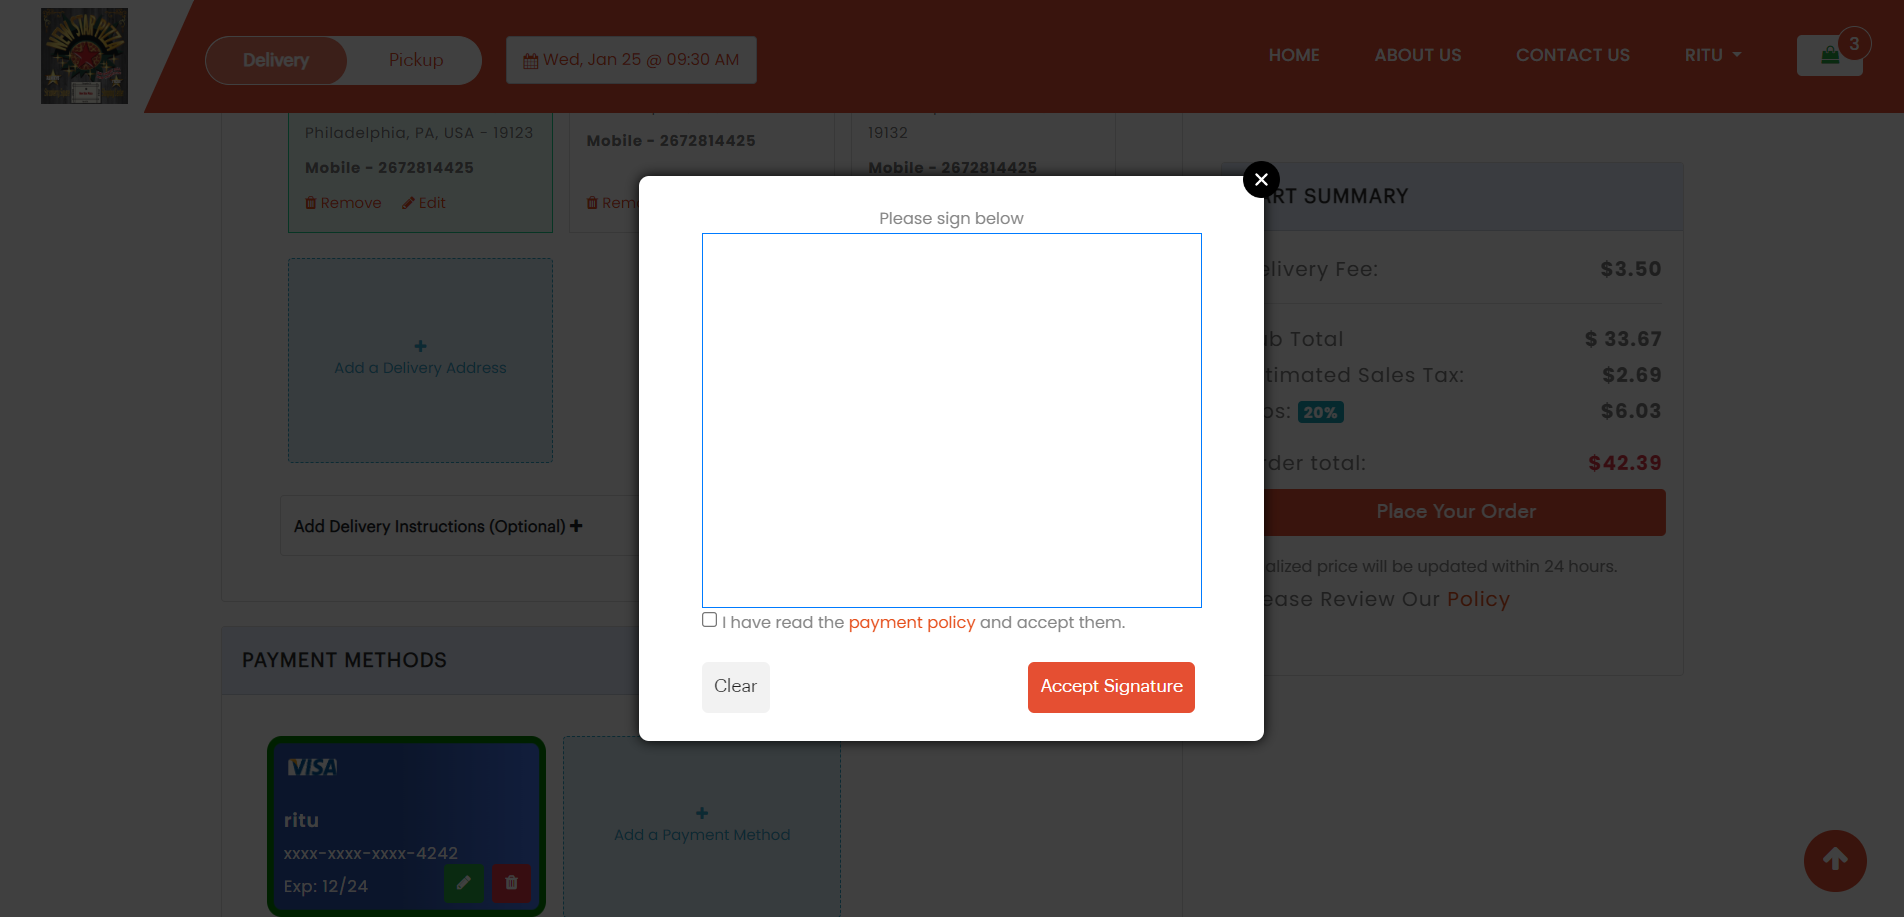 NEW STAR PIZZA
Delivery
Pickup
Wed, Jan 25 @ 09:30 AM
HOME
ABOUT US
CONTACT US
RITU
3
Philadelphia, PA, USA - 19123
Mobile - 2672814425
Remove
Edit
Mobile - 2672814425
Rem
19132
Mobile - 2672814425
Add a Delivery Address
Add Delivery Instructions (Optional)
PAYMENT METHODS
VISA
ritu
xxxx-xxxx-xxxx-4242
Exp: 12/24
Add a Payment Method
Please sign below
I have read the payment policy and accept them.
Clear
Accept Signature
RT SUMMARY
elivery Fee: $3.50
b Total $ 33.67
timated Sales Tax: $2.69
os: 20% $6.03
der total: $42.39
Place Your Order
alized price will be updated within 24 hours.
ease Review Our Policy